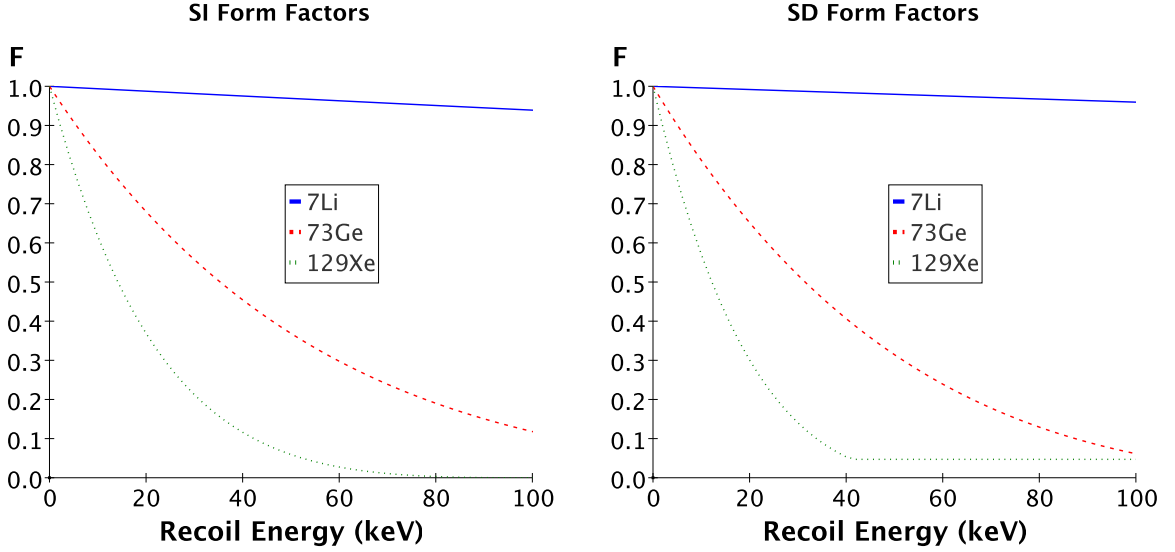 SI Form Factors
F
1.0
0.9
0.8
0.7
0.6
0.5
0.4
0.3
0.2
0.1
0.0
7Li
73Ge
129Xe
0 20 40 60 80 100
Recoil Energy (keV)
SD Form Factors
F
1.0
0.9
0.8
0.7
0.6
0.5
0.4
0.3
0.2
0.1
0.0
7Li
73Ge
129Xe
0 20 40 60 80 100
Recoil Energy (keV)